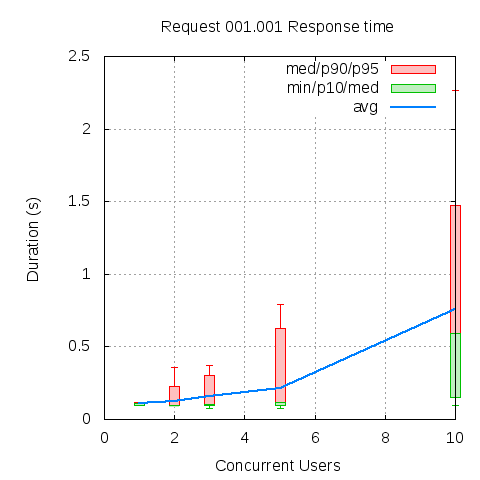 Request 001.001 Response time
med/p90/p95
min/p10/med
avg
Duration (s)
2.5
2
1.5
1
0.5
0
0 2 4 6 8 10
Concurrent Users